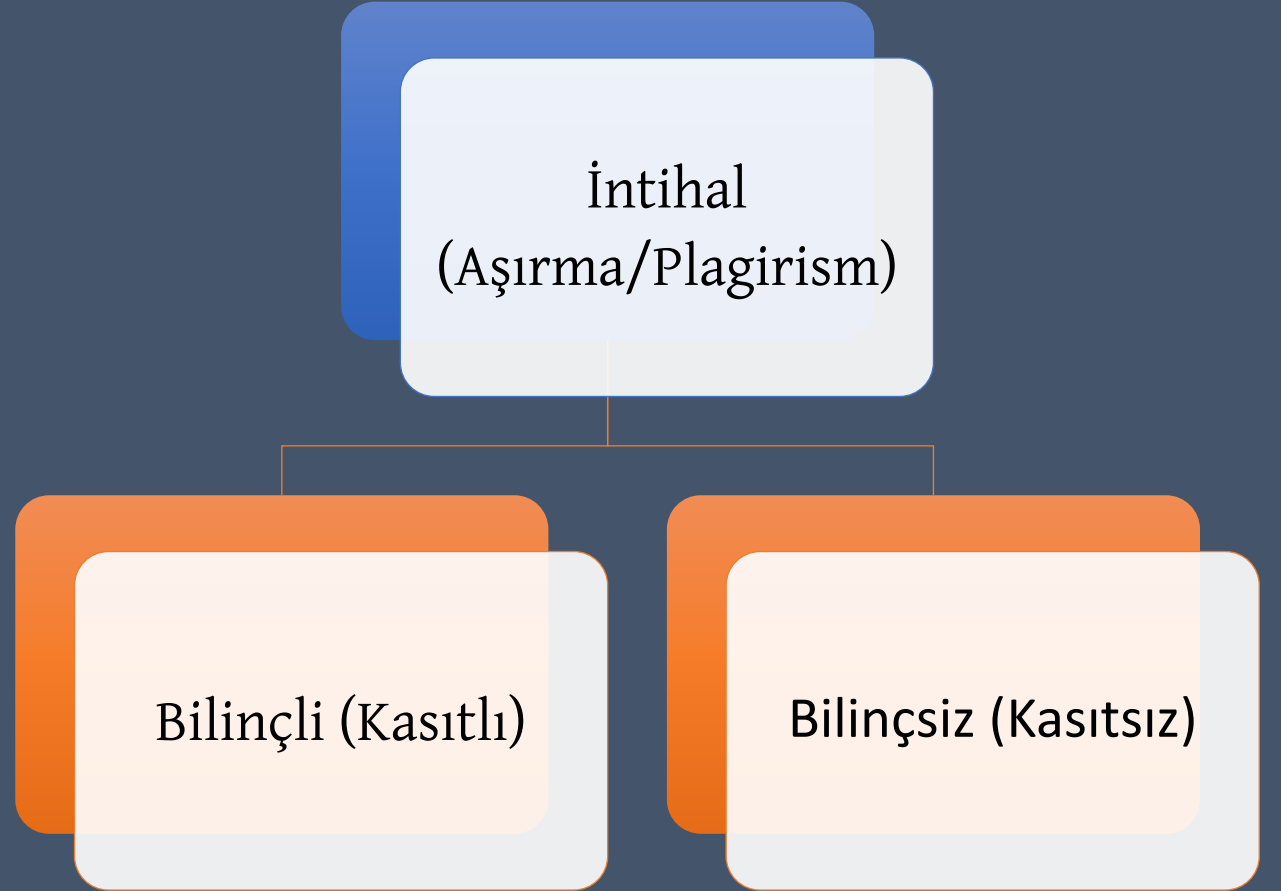 İntihal
(Aşırma/Plagirism)
Bilinçli (Kasıtlı)
Bilinçsiz (Kasıtsız)